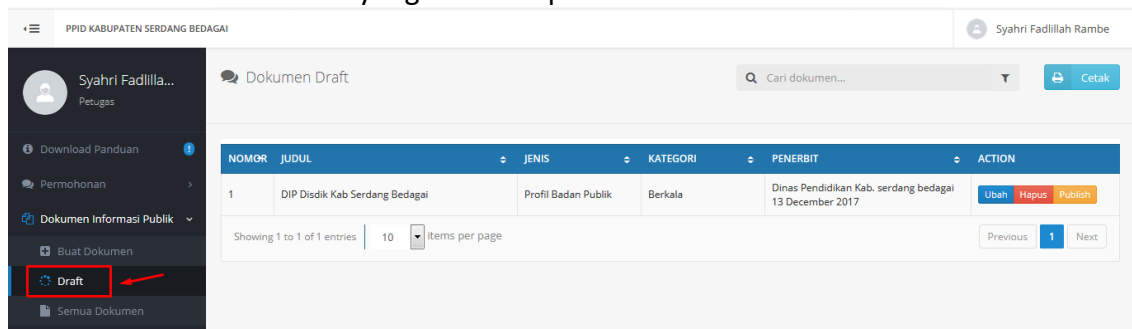 PPID KABUPATEN SERDANG BEDAGAI
Syahri Fadlillah Rambe
Syahri Fadlilla...
Petugas
Download Panduan
Permohonan
Dokumen Informasi Publik
Buat Dokumen
Draft
Semua Dokumen
Dokumen Draft
Cari dokumen...
Cetak
NOMOR JUDUL JENIS KATEGORI PENERBIT ACTION
1 DIP Disdik Kab Serdang Bedagai Profil Badan Publik Berkala Dinas Pendidikan Kab. serdang bedagai
13 December 2017
Ubah Hapus Publish
Showing 1 to 1 of 1 entries 10 items per page
Previous 1 Next